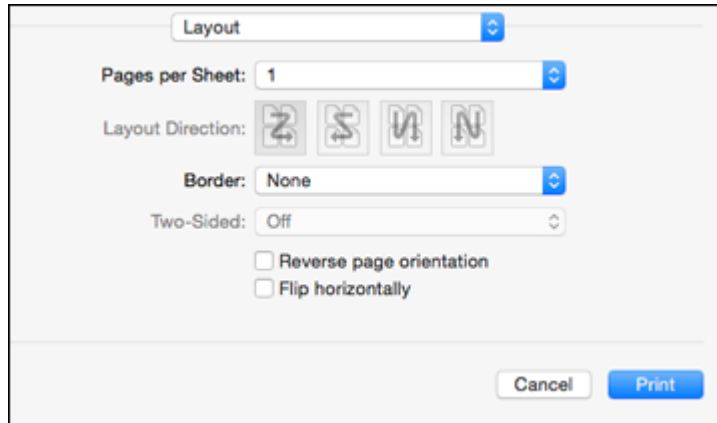 Layout
Pages per Sheet: 1
Layout Direction:
Border: None
Two-Sided: Off
Reverse page orientation
Flip horizontally
Cancel Print